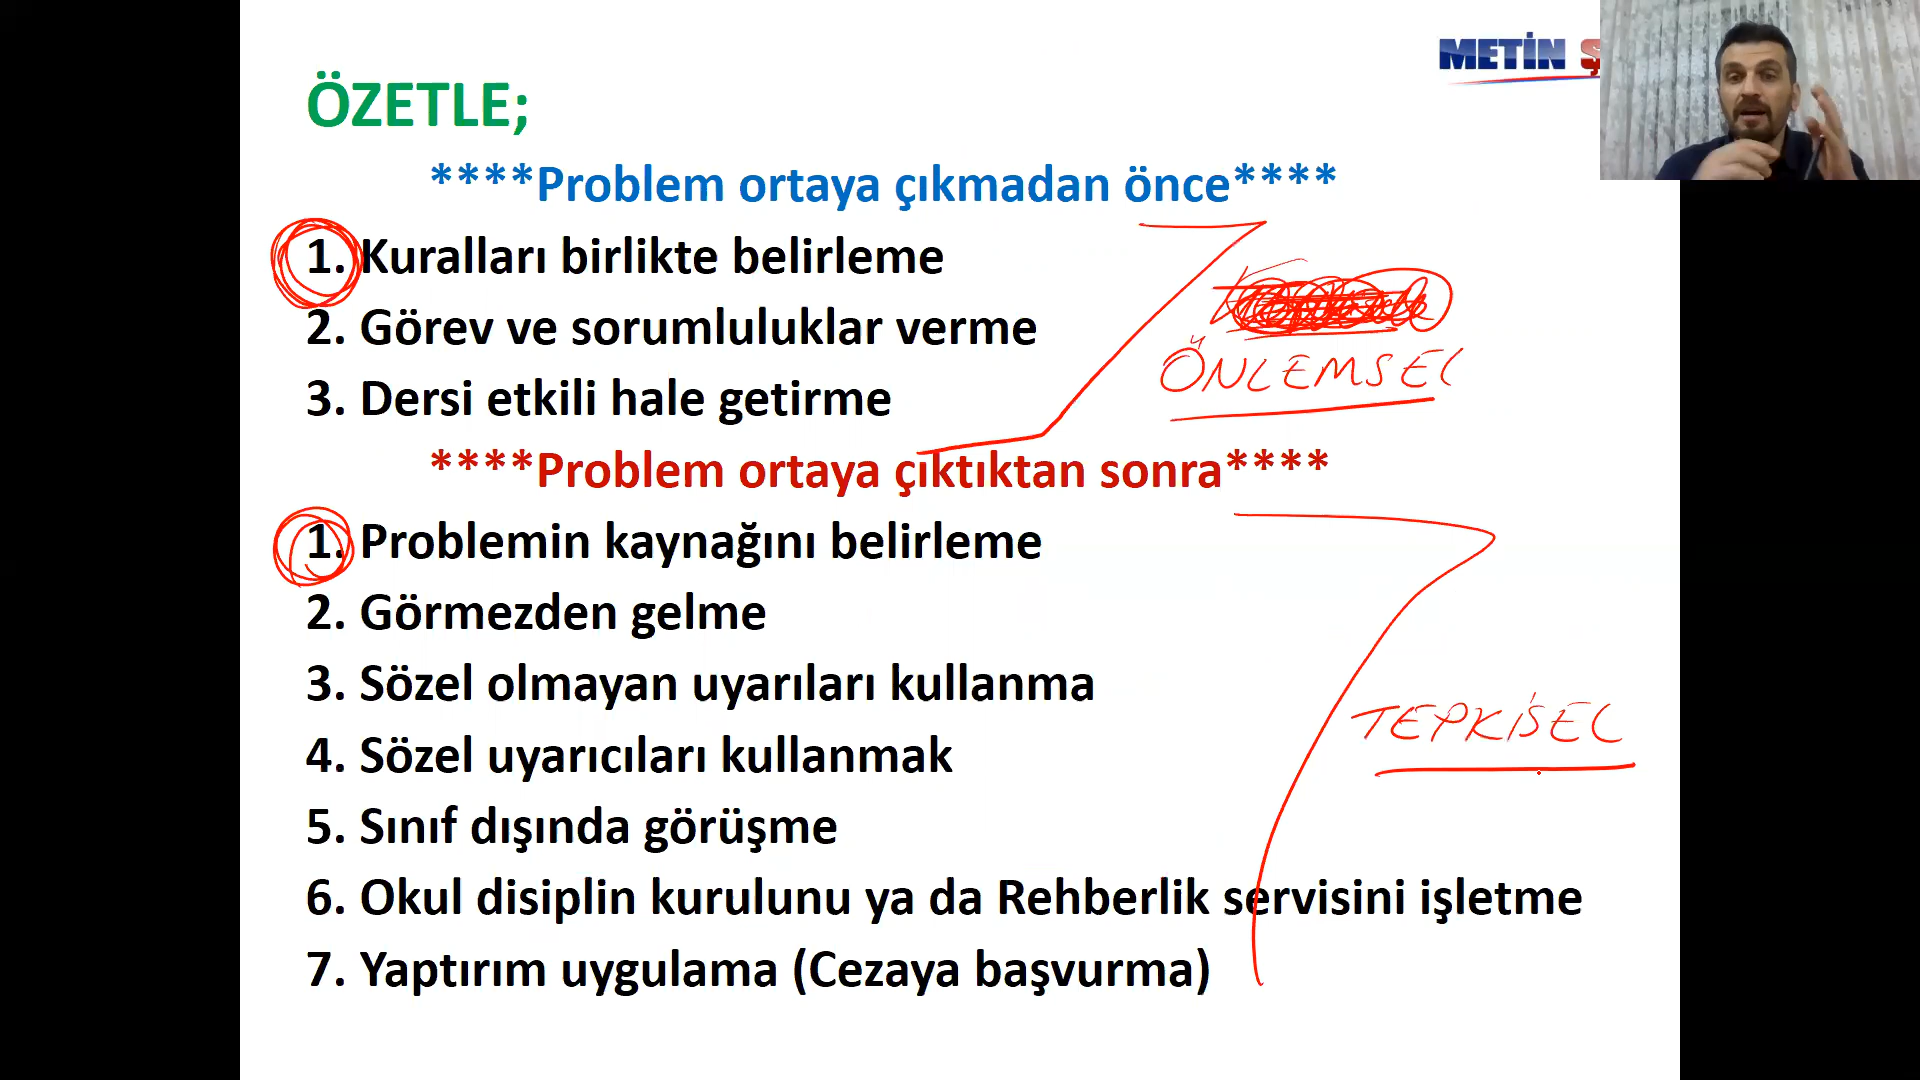 METİN Ş
ÖZETLE;
****Problem ortaya çıkmadan önce****
1. Kuralları birlikte belirleme
2. Görev ve sorumluluklar verme
ÖNLEMSEL
3. Dersi etkili hale getirme
****Problem ortaya çıktıktan sonra****
1. Problemin kaynağını belirleme
2. Görmezden gelme
3. Sözel olmayan uyarıları kullanma
TEPKİSEL
4. Sözel uyarıcıları kullanmak
5. Sınıf dışında görüşme
6. Okul disiplin kurulunu ya da Rehberlik servisini işletme
7. Yaptırım uygulama (Cezaya başvurma)